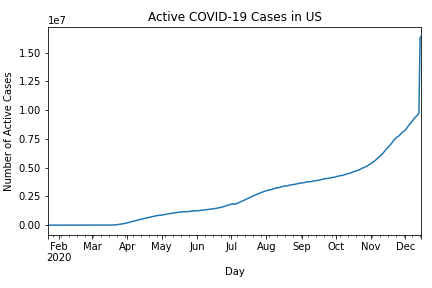 Active COVID-19 Cases in US
1e7
1.50
1.25
1.00
0.75
0.50
0.25
0.00
Number of Active Cases
Feb Mar Apr May Jun Jul Aug Sep Oct Nov Dec
2020
Day